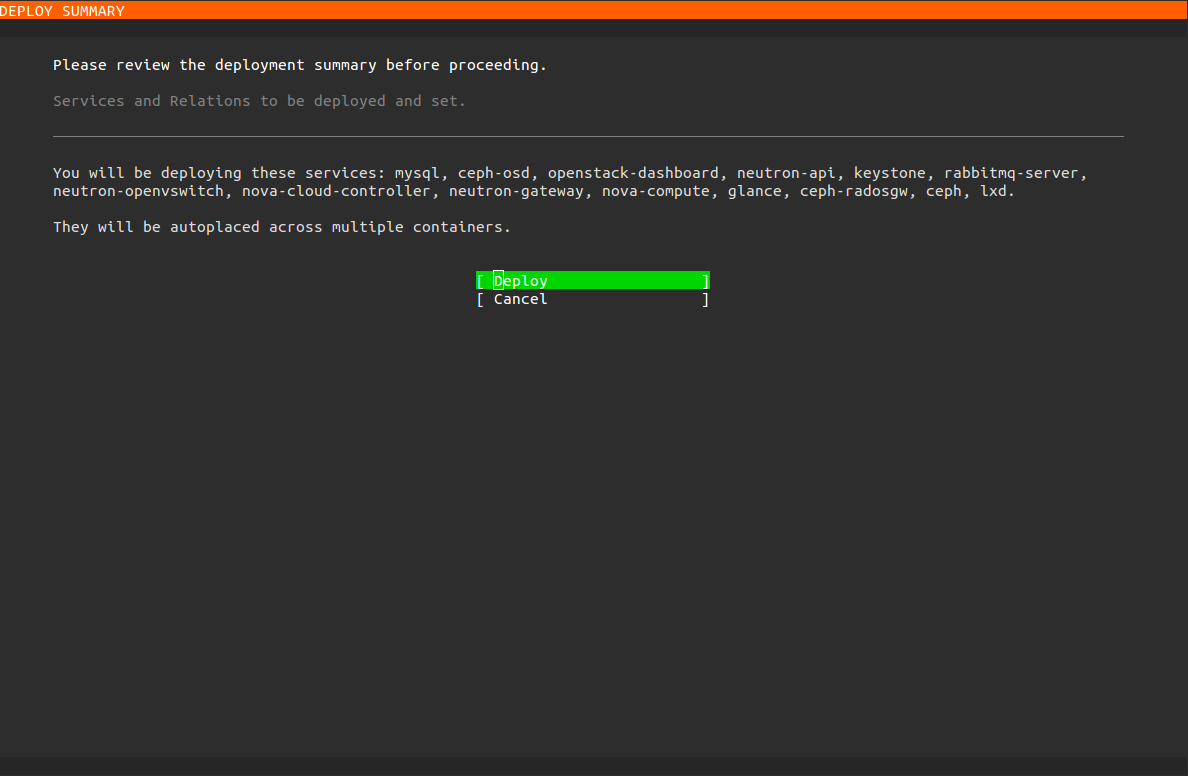 DEPLOY SUMMARY
Please review the deployment summary before proceeding.
Services and Relations to be deployed and set.
You will be deploying these services: mysql, ceph-osd, openstack-dashboard, neutron-api, keystone, rabbitmq-server,
neutron-openvswitch, nova-cloud-controller, neutron-gateway, nova-compute, glance, ceph-radosgw, ceph, lxd.
They will be autoplaced across multiple containers.
[ Deploy ]
[ Cancel ]